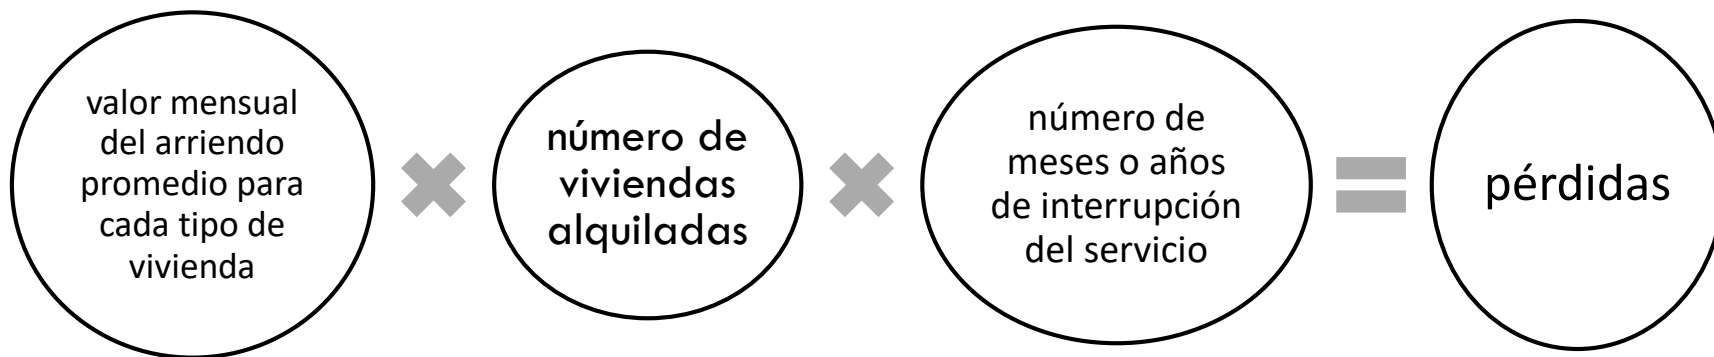 valor mensual
del arriendo
promedio para
cada tipo de
vivienda
número de
viviendas
alquiladas
número de
meses o años
de interrupción
del servicio
pérdidas